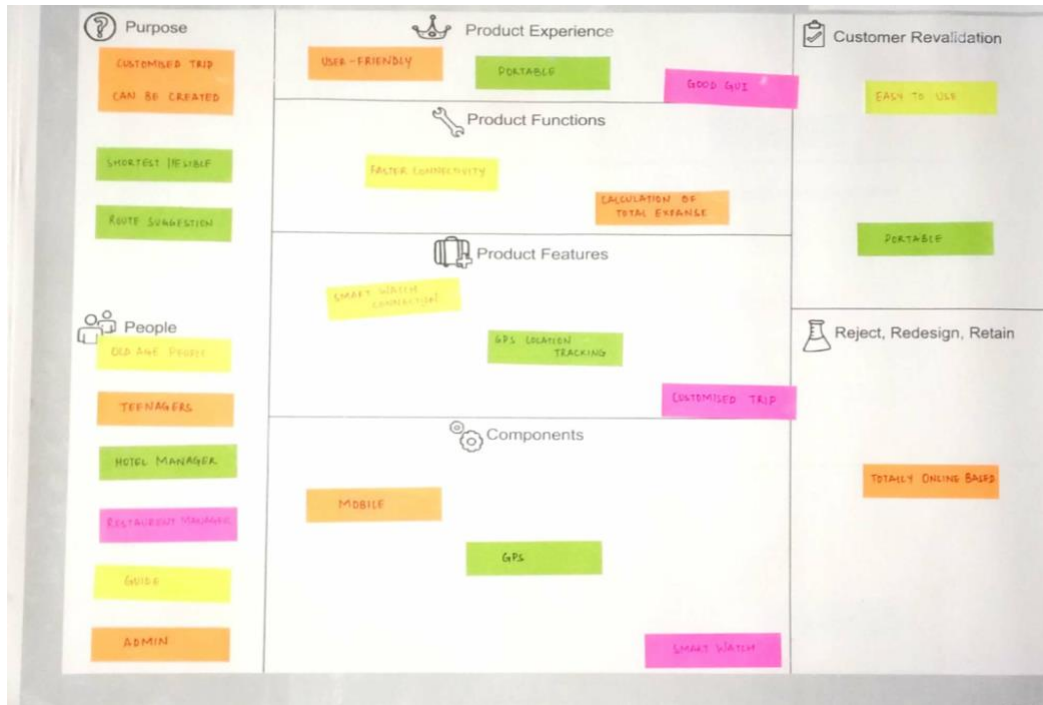 Purpose
CUSTOMISED TRIP
CAN BE CREATED
SHORTEST
ROUTE SUGGESTION
People
OLD AGE PEOPLE
TEENAGERS
HOTEL MANAGER
RESTAURENT MANAGER
GUIDE
ADMIN
Product Experience
USER-FRIENDLY
PORTABLE
GOOD GUI
Product Functions
FASTER CONNECTIVITY
CALCULATION OF
TOTAL EXPANSE
Product Features
SMART WATCH
CONNECTION
GPS LOCATION
TRACKING
CUSTOMISED TRIP
Components
MOBILE
GPS
SMART WATCH
Customer Revalidation
EASY TO USE
PORTABLE
Reject, Redesign, Retain
TOTALLY ONLINE BASED